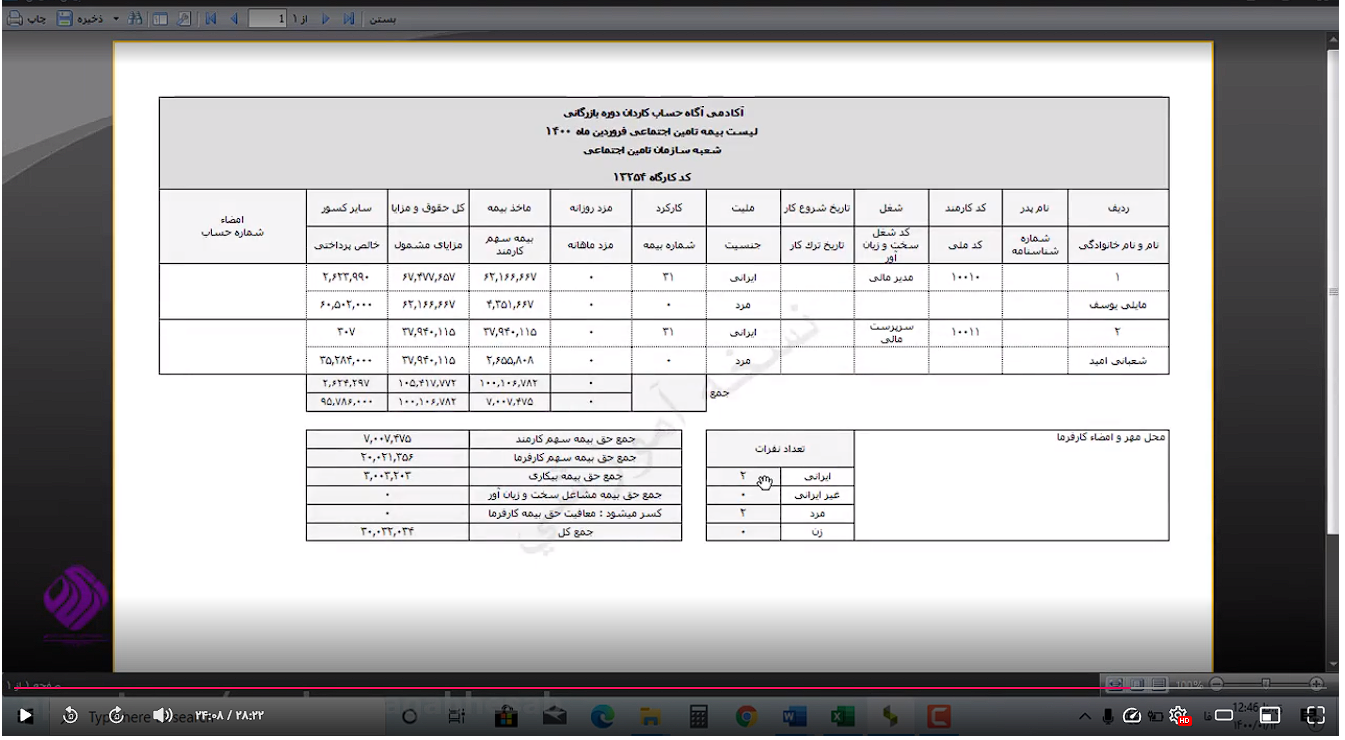 چاپ ذخیره 1 از ۱ بستن
آکادمی آگاه حساب کاردان دوره بازرگانی
لیست بیمه تامین اجتماعی فروردین ماه ۱۴۰۰
شعبه سازمان تامین اجتماعی
کد کارگاه ۱۳۲۵۴
ردیف نام پدر کد کارمند شغل تاریخ شروع کار ملیت کارکرد مزد روزانه ماخذ بیمه کل حقوق و مزایا سایر کسور امضاء
نام و نام خانوادگی شماره شناسنامه کد ملی کد شغل سخت و زیان آور تاریخ ترک کار جنسیت شماره بیمه مزد ماهانه بیمه سهم کارمند مزایای مشمول خالص پرداختی شماره حساب
۱ ۱۰۰۱۰ مدیر مالی ایرانی ۳۱ ۰ ۶۲,۱۶۶,۶۶۷ ۶۷,۴۷۷,۶۵۷ ۲,۶۲۳,۹۹۰
مایلی یوسف مرد ۰ ۰ ۴,۳۵۱,۶۶۷ ۶۲,۱۶۶,۶۶۷ ۶۰,۵۰۲,۰۰۰
۲ ۱۰۰۱۱ سرپرست مالی ایرانی ۳۱ ۰ ۳۷,۹۴۰,۱۱۵ ۳۷,۹۴۰,۱۱۵ ۳۰۷
شعبانی امید مرد ۰ ۰ ۲,۶۵۵,۸۰۸ ۳۷,۹۴۰,۱۱۵ ۳۵,۲۸۴,۰۰۰
جمع ۰ ۱۰۰,۱۰۶,۷۸۲ ۱۰۵,۴۱۷,۷۷۲ ۲,۶۲۴,۲۹۷
۰ ۷,۰۰۷,۴۷۵ ۱۰۰,۱۰۶,۷۸۲ ۹۵,۷۸۶,۰۰۰
محل مهر و امضاء کارفرما
تعداد نفرات
ایرانی ۲
غیر ایرانی ۰
مرد ۲
زن ۰
جمع حق بیمه سهم کارمند ۷,۰۰۷,۴۷۵
جمع حق بیمه سهم کارفرما ۲۰,۰۲۱,۳۵۶
جمع حق بیمه بیکاری ۳,۰۰۳,۲۰۳
جمع حق بیمه مشاغل سخت و زیان آور ۰
کسر میشود : معافیت حق بیمه کارفرما ۰
جمع کل ۳۰,۰۳۲,۰۳۴
نسخه آموزشی
صفحه ۱ از ۱
100%
۲۴:۰۸ / ۲۸:۲۲
Type here to search
HD
12:46